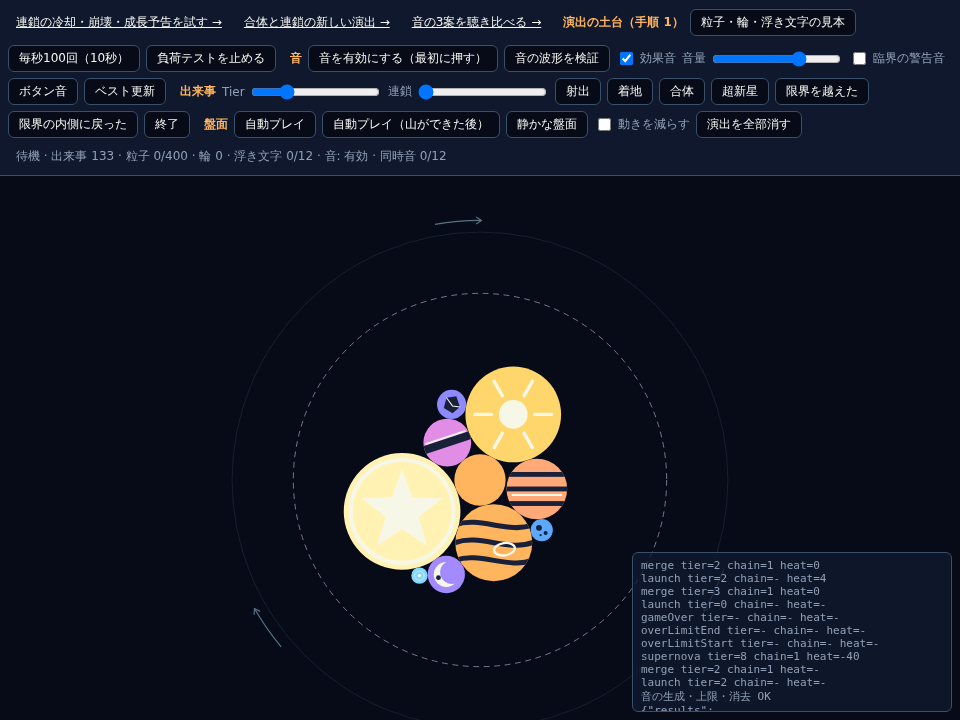 連鎖の冷却・崩壊・成長予告を試す → 合体と連鎖の新しい演出 → 音の3案を聴き比べる → 演出の土台（手順 1） 粒子・輪・浮き文字の見本
毎秒100回（10秒） 負荷テストを止める 音 音を有効にする（最初に押す） 音の波形を検証 効果音 音量 臨界の警告音
ボタン音 ベスト更新 出来事 Tier 連鎖 射出 着地 合体 超新星 限界を越えた
限界の内側に戻った 終了 盤面 自動プレイ 自動プレイ（山ができた後） 静かな盤面 動きを減らす 演出を全部消す
待機 · 出来事 133 · 粒子 0/400 · 輪 0 · 浮き文字 0/12 · 音: 有効 · 同時音 0/12
merge tier=2 chain=1 heat=0
launch tier=2 chain=- heat=4
merge tier=3 chain=1 heat=0
launch tier=0 chain=- heat=-
gameOver tier=- chain=- heat=-
overLimitEnd tier=- chain=- heat=-
overLimitStart tier=- chain=- heat=-
supernova tier=8 chain=1 heat=-40
merge tier=2 chain=1 heat=-
launch tier=2 chain=- heat=-
音の生成・上限・消去 OK
{"results":